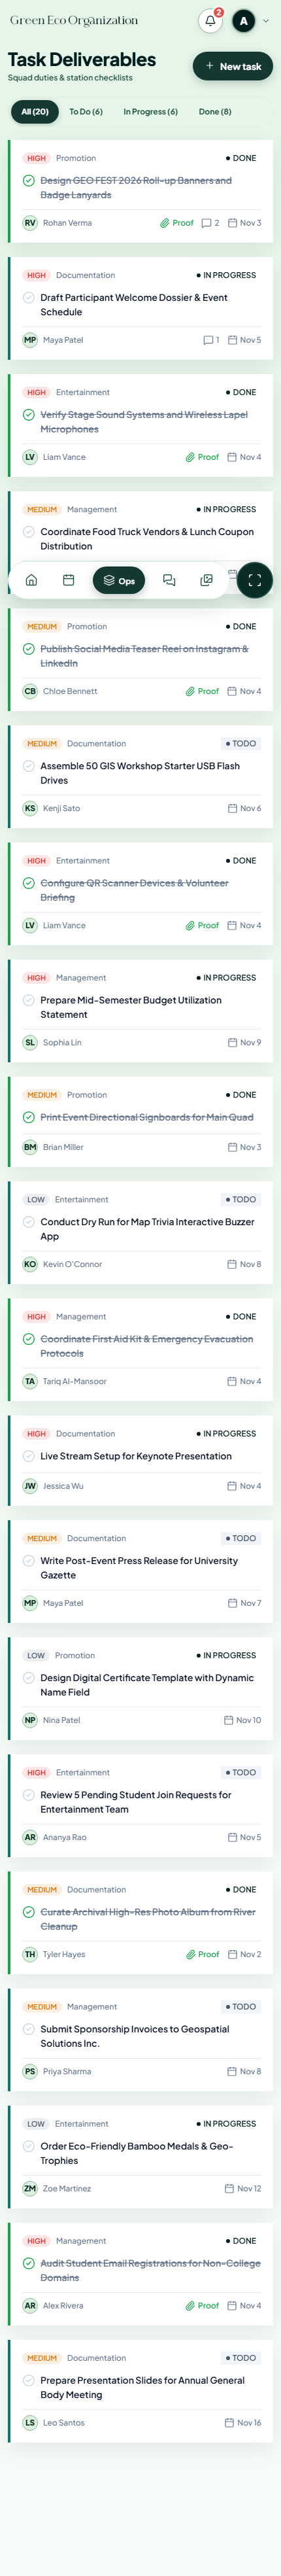 Green Eco Organization
2
A
Task Deliverables
Squad duties & station checklists
+ New task
All (20) To Do (6) In Progress (6) Done (8)
HIGH Promotion DONE
Design GEO FEST 2026 Roll-up Banners and
Badge Lanyards
RV Rohan Verma Proof 2 Nov 3
HIGH Documentation IN PROGRESS
Draft Participant Welcome Dossier & Event
Schedule
MP Maya Patel 1 Nov 5
HIGH Entertainment DONE
Verify Stage Sound Systems and Wireless Lapel
Microphones
LV Liam Vance Proof Nov 4
MEDIUM Management IN PROGRESS
Coordinate Food Truck Vendors & Lunch Coupon
Distribution
Ops
MEDIUM Promotion DONE
Publish Social Media Teaser Reel on Instagram &
LinkedIn
CB Chloe Bennett Proof Nov 4
MEDIUM Documentation TODO
Assemble 50 GIS Workshop Starter USB Flash
Drives
KS Kenji Sato Nov 6
HIGH Entertainment DONE
Configure QR Scanner Devices & Volunteer
Briefing
LV Liam Vance Proof Nov 4
HIGH Management IN PROGRESS
Prepare Mid-Semester Budget Utilization
Statement
SL Sophia Lin Nov 9
MEDIUM Promotion DONE
Print Event Directional Signboards for Main Quad
BM Brian Miller Nov 3
LOW Entertainment TODO
Conduct Dry Run for Map Trivia Interactive Buzzer
App
KO Kevin O'Connor Nov 8
HIGH Management DONE
Coordinate First Aid Kit & Emergency Evacuation
Protocols
TA Tariq Al-Mansoor Nov 4
HIGH Documentation IN PROGRESS
Live Stream Setup for Keynote Presentation
JW Jessica Wu Nov 4
MEDIUM Documentation TODO
Write Post-Event Press Release for University
Gazette
MP Maya Patel Nov 7
LOW Promotion IN PROGRESS
Design Digital Certificate Template with Dynamic
Name Field
NP Nina Patel Nov 10
HIGH Entertainment TODO
Review 5 Pending Student Join Requests for
Entertainment Team
AR Ananya Rao Nov 5
MEDIUM Documentation DONE
Curate Archival High-Res Photo Album from River
Cleanup
TH Tyler Hayes Proof Nov 2
MEDIUM Management TODO
Submit Sponsorship Invoices to Geospatial
Solutions Inc.
PS Priya Sharma Nov 8
LOW Entertainment IN PROGRESS
Order Eco-Friendly Bamboo Medals & Geo-
Trophies
ZM Zoe Martinez Nov 12
HIGH Management DONE
Audit Student Email Registrations for Non-College
Domains
AR Alex Rivera Proof Nov 4
MEDIUM Documentation TODO
Prepare Presentation Slides for Annual General
Body Meeting
LS Leo Santos Nov 16